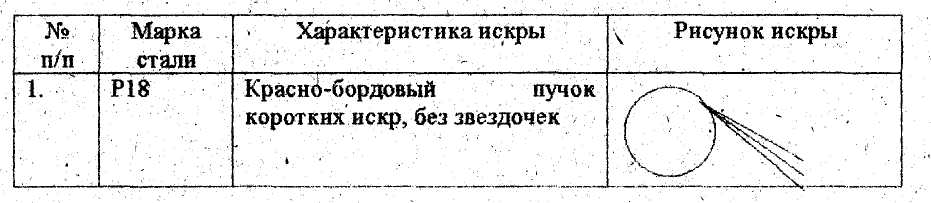 № п/п Марка стали Характеристика искры Рисунок искры
1. Р18 Красно-бордовый пучок
коротких искр, без звездочек